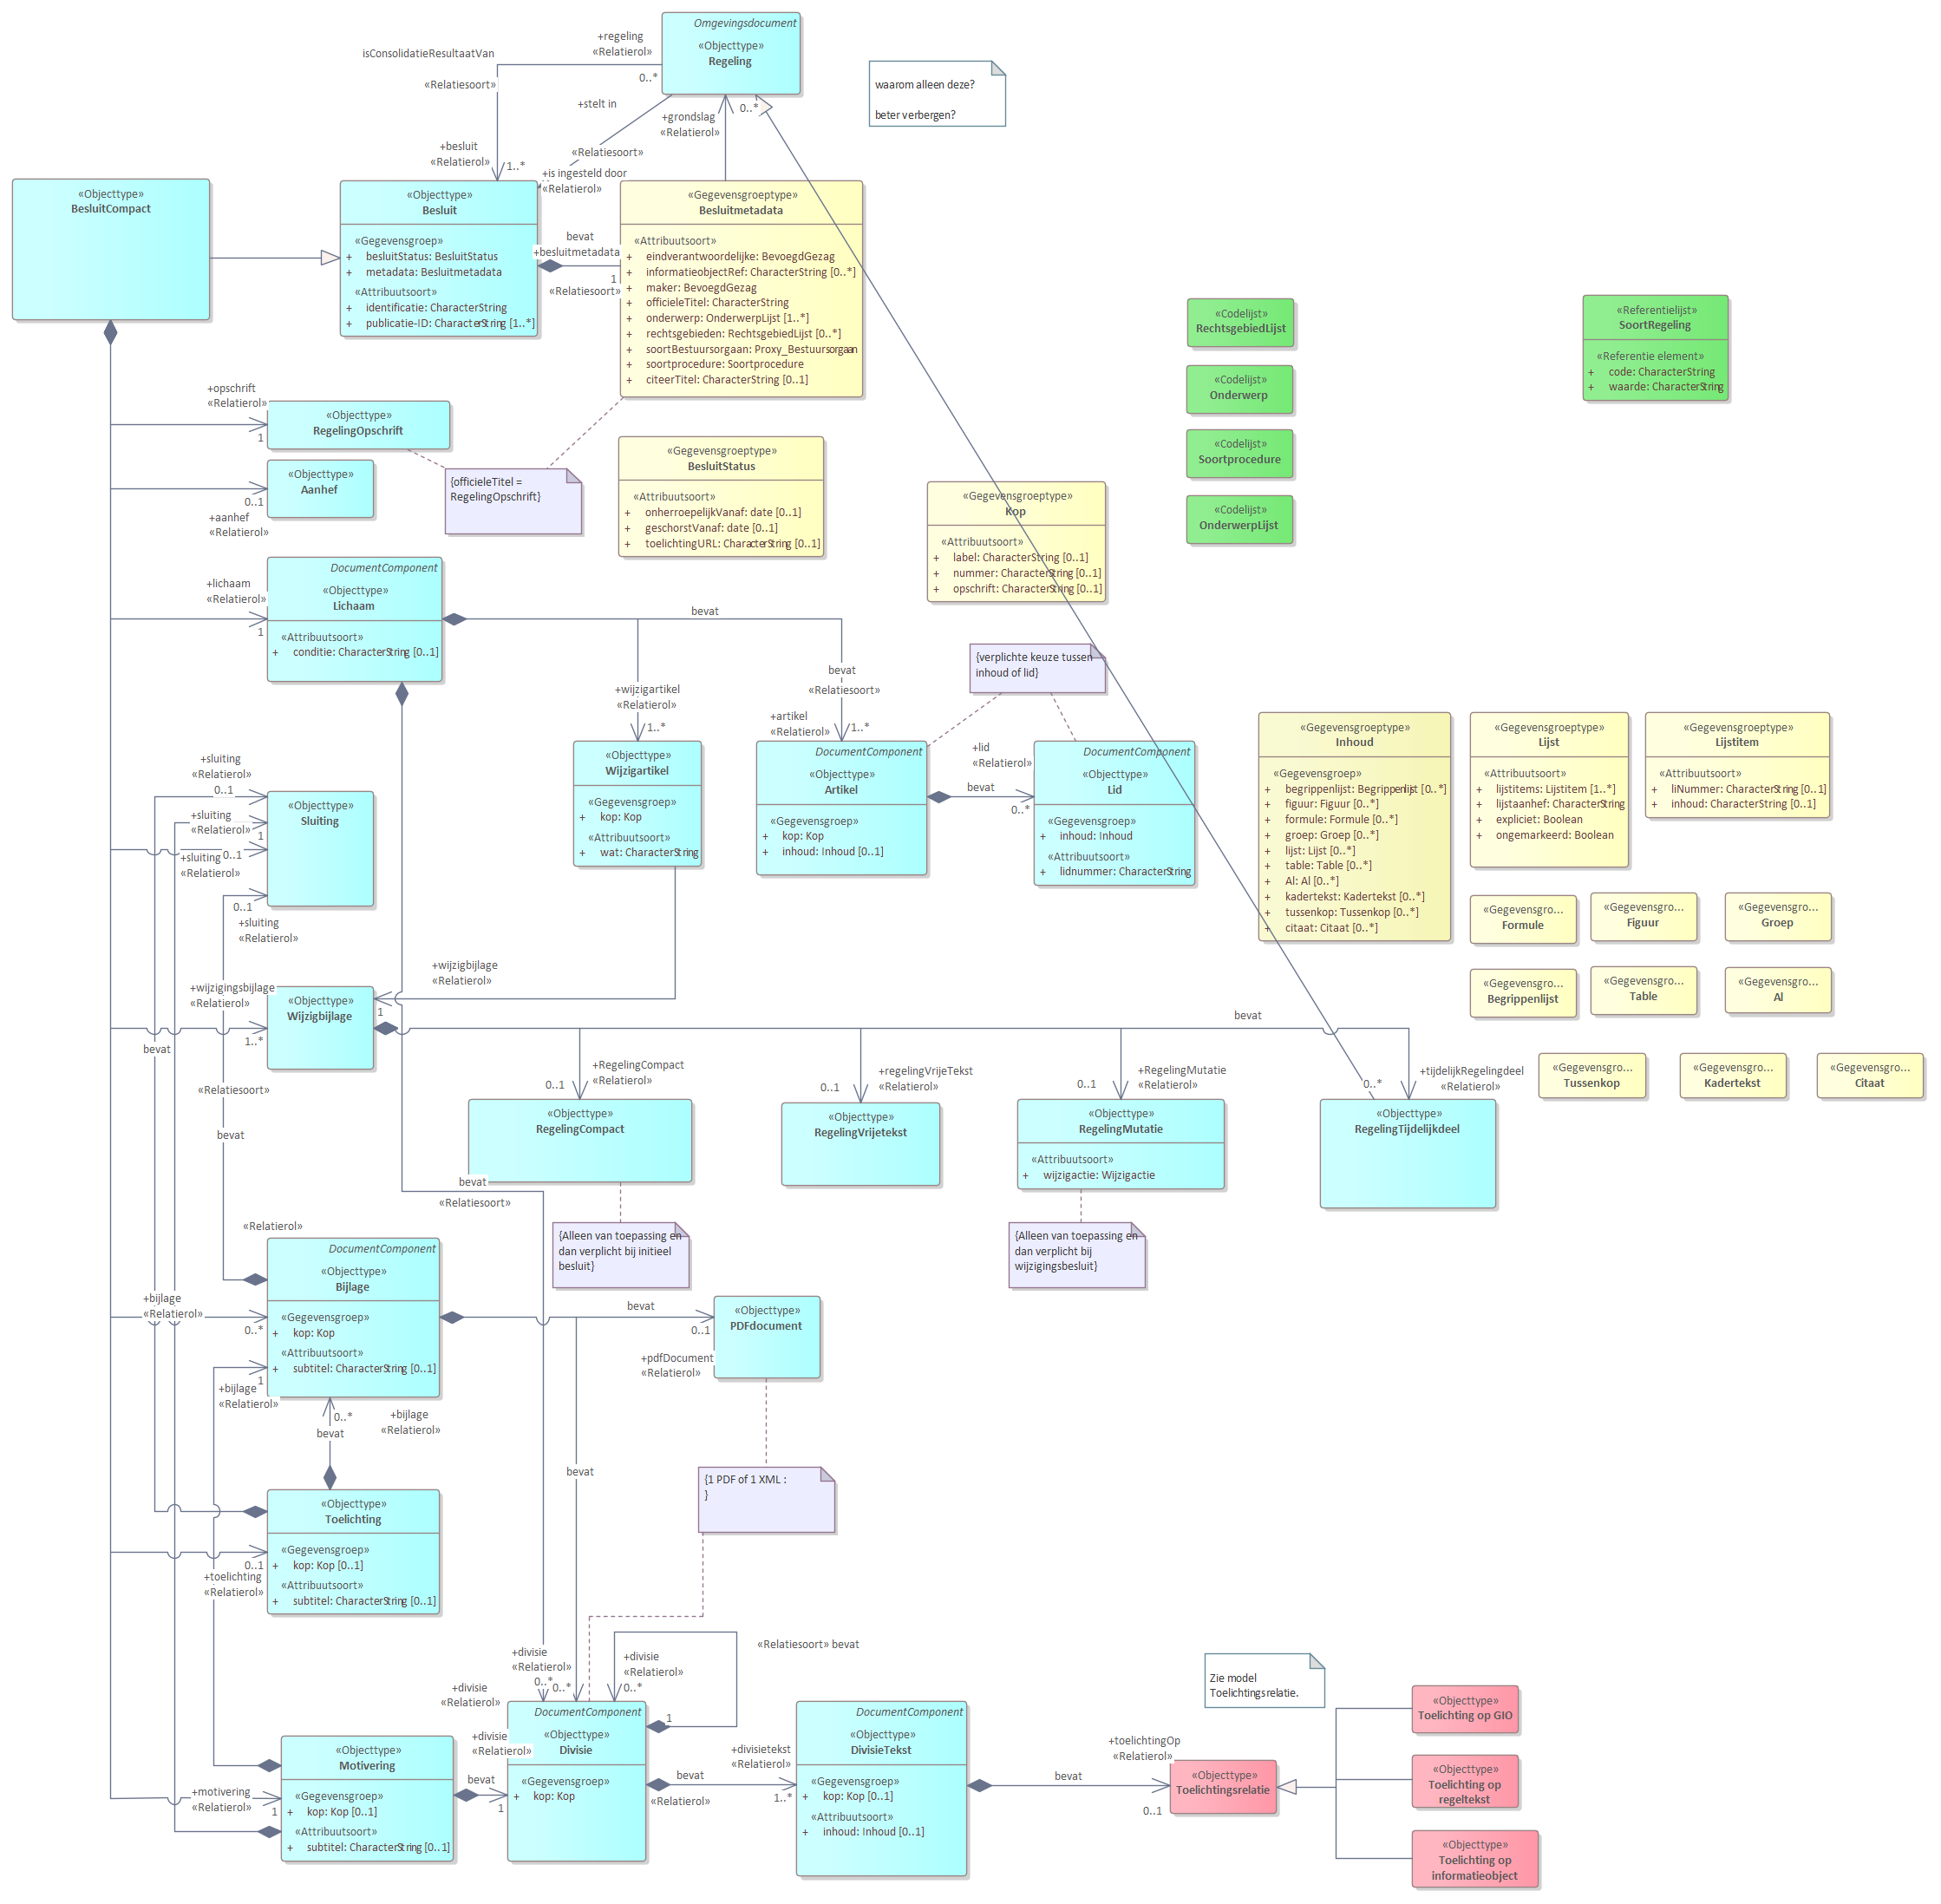 Omgevingsdocument
«Objecttype»
Regeling
+regeling
«Relatierol»
0..*
isConsolidatieResultaatVan
«Relatiesoort»
+stelt in
+grondslag
«Relatierol»
0..*
«Relatiesoort»
+besluit
«Relatierol»
1..*
+is ingesteld door
«Relatierol»
waarom alleen deze?
beter verbergen?
«Objecttype»
BesluitCompact
«Objecttype»
Besluit
«Gegevensgroep»
+ besluitStatus: BesluitStatus
+ metadata: Besluitmetadata
«Attribuutsoort»
+ identificatie: CharacterString
+ publicatie-ID: CharacterString [1..*]
bevat
+besluitmetadata
1
«Relatiesoort»
«Gegevensgroeptype»
Besluitmetadata
«Attribuutsoort»
+ eindverantwoordelijke: BevoegdGezag
+ informatieobjectRef: CharacterString [0..*]
+ maker: BevoegdGezag
+ officieleTitel: CharacterString
+ onderwerp: OnderwerpLijst [1..*]
+ rechtsgebieden: RechtsgebiedLijst [0..*]
+ soortBestuursorgaan: Proxy_Bestuursorgaan
+ soortprocedure: Soortprocedure
+ citeerTitel: CharacterString [0..1]
«Codelijst»
RechtsgebiedLijst
«Codelijst»
Onderwerp
«Codelijst»
Soortprocedure
«Codelijst»
OnderwerpLijst
«Referentielijst»
SoortRegeling
«Referentie element»
+ code: CharacterString
+ waarde: CharacterString
+opschrift
«Relatierol»
1
«Objecttype»
RegelingOpschrift
«Objecttype»
Aanhef
0..1
+aanhef
«Relatierol»
{officieleTitel =
RegelingOpschrift}
«Gegevensgroeptype»
BesluitStatus
«Attribuutsoort»
+ onherroepelijkVanaf: date [0..1]
+ geschorstVanaf: date [0..1]
+ toelichtingURL: CharacterString [0..1]
«Gegevensgroeptype»
Kop
«Attribuutsoort»
+ label: CharacterString [0..1]
+ nummer: CharacterString [0..1]
+ opschrift: CharacterString [0..1]
+lichaam
«Relatierol»
1
DocumentComponent
«Objecttype»
Lichaam
«Attribuutsoort»
+ conditie: CharacterString [0..1]
bevat
bevat
«Relatiesoort»
+wijzigartikel
«Relatierol»
1..*
+artikel
«Relatierol»
1..*
{verplichte keuze tussen
inhoud of lid}
«Objecttype»
Wijzigartikel
«Gegevensgroep»
+ kop: Kop
«Attribuutsoort»
+ wat: CharacterString
DocumentComponent
«Objecttype»
Artikel
«Gegevensgroep»
+ kop: Kop
+ inhoud: Inhoud [0..1]
+lid
«Relatierol»
bevat
0..*
DocumentComponent
«Objecttype»
Lid
«Gegevensgroep»
+ inhoud: Inhoud
«Attribuutsoort»
+ lidnummer: CharacterString
«Gegevensgroeptype»
Inhoud
«Gegevensgroep»
+ begrippenlijst: Begrippenlijst [0..*]
+ figuur: Figuur [0..*]
+ formule: Formule [0..*]
+ groep: Groep [0..*]
+ lijst: Lijst [0..*]
+ table: Table [0..*]
+ Al: Al [0..*]
+ kadertekst: Kadertekst [0..*]
+ tussenkop: Tussenkop [0..*]
+ citaat: Citaat [0..*]
«Gegevensgroeptype»
Lijst
«Attribuutsoort»
+ lijstitems: Lijstitem [1..*]
+ lijstaanhef: CharacterString
+ expliciet: Boolean
+ ongemarkeerd: Boolean
«Gegevensgroeptype»
Lijstitem
«Attribuutsoort»
+ liNummer: CharacterString [0..1]
+ inhoud: CharacterString [0..1]
«Gegevensgro...
Formule
«Gegevensgro...
Figuur
«Gegevensgro...
Groep
«Gegevensgro...
Begrippenlijst
«Gegevensgro...
Table
«Gegevensgro...
Al
«Gegevensgro...
Tussenkop
«Gegevensgro...
Kadertekst
«Gegevensgro...
Citaat
+sluiting
«Relatierol»
0..1
+sluiting
«Relatierol»
1
+sluiting
0..1
«Relatierol»
0..1
+sluiting
«Relatierol»
«Objecttype»
Sluiting
+wijzigbijlage
«Relatierol»
1
+wijzigingsbijlage
«Relatierol»
1..*
«Objecttype»
Wijzigbijlage
bevat
bevat
«Relatiesoort»
bevat
+RegelingCompact
«Relatierol»
0..1
+regelingVrijeTekst
«Relatierol»
0..1
+RegelingMutatie
«Relatierol»
0..1
0..*
+tijdelijkRegelingdeel
«Relatierol»
«Objecttype»
RegelingCompact
«Objecttype»
RegelingVrijetekst
«Objecttype»
RegelingMutatie
«Attribuutsoort»
+ wijzigactie: Wijzigactie
«Objecttype»
RegelingTijdelijkdeel
bevat
«Relatiesoort»
{Alleen van toepassing en
dan verplicht bij initieel
besluit}
{Alleen van toepassing en
dan verplicht bij
wijzigingsbesluit}
«Relatierol»
DocumentComponent
«Objecttype»
Bijlage
«Gegevensgroep»
+ kop: Kop
«Attribuutsoort»
+ subtitel: CharacterString [0..1]
+bijlage
«Relatierol»
0..*
1
+bijlage
«Relatierol»
bevat
0..1
«Objecttype»
PDFdocument
+pdfDocument
«Relatierol»
0..*
+bijlage
«Relatierol»
bevat
bevat
{1 PDF of 1 XML :
}
«Objecttype»
Toelichting
«Gegevensgroep»
+ kop: Kop [0..1]
«Attribuutsoort»
+ subtitel: CharacterString [0..1]
0..1
+toelichting
«Relatierol»
«Relatiesoort» bevat
+divisie
«Relatierol»
0..*
0..*
+divisie
«Relatierol»
0..*
+divisie
«Relatierol»
+divisie
«Relatierol»
1
DocumentComponent
«Objecttype»
Divisie
«Gegevensgroep»
+ kop: Kop
«Objecttype»
Motivering
«Gegevensgroep»
+ kop: Kop [0..1]
«Attribuutsoort»
+ subtitel: CharacterString [0..1]
+motivering
«Relatierol»
1
bevat
1
+divisietekst
«Relatierol»
bevat
«Relatiesoort»
1..*
DocumentComponent
«Objecttype»
DivisieTekst
«Gegevensgroep»
+ kop: Kop [0..1]
«Attribuutsoort»
+ inhoud: Inhoud [0..1]
Zie model
Toelichtingsrelatie.
+toelichtingOp
«Relatierol»
bevat
0..1
«Objecttype»
Toelichtingsrelatie
«Objecttype»
Toelichting op GIO
«Objecttype»
Toelichting op
regeltekst
«Objecttype»
Toelichting op
informatieobject